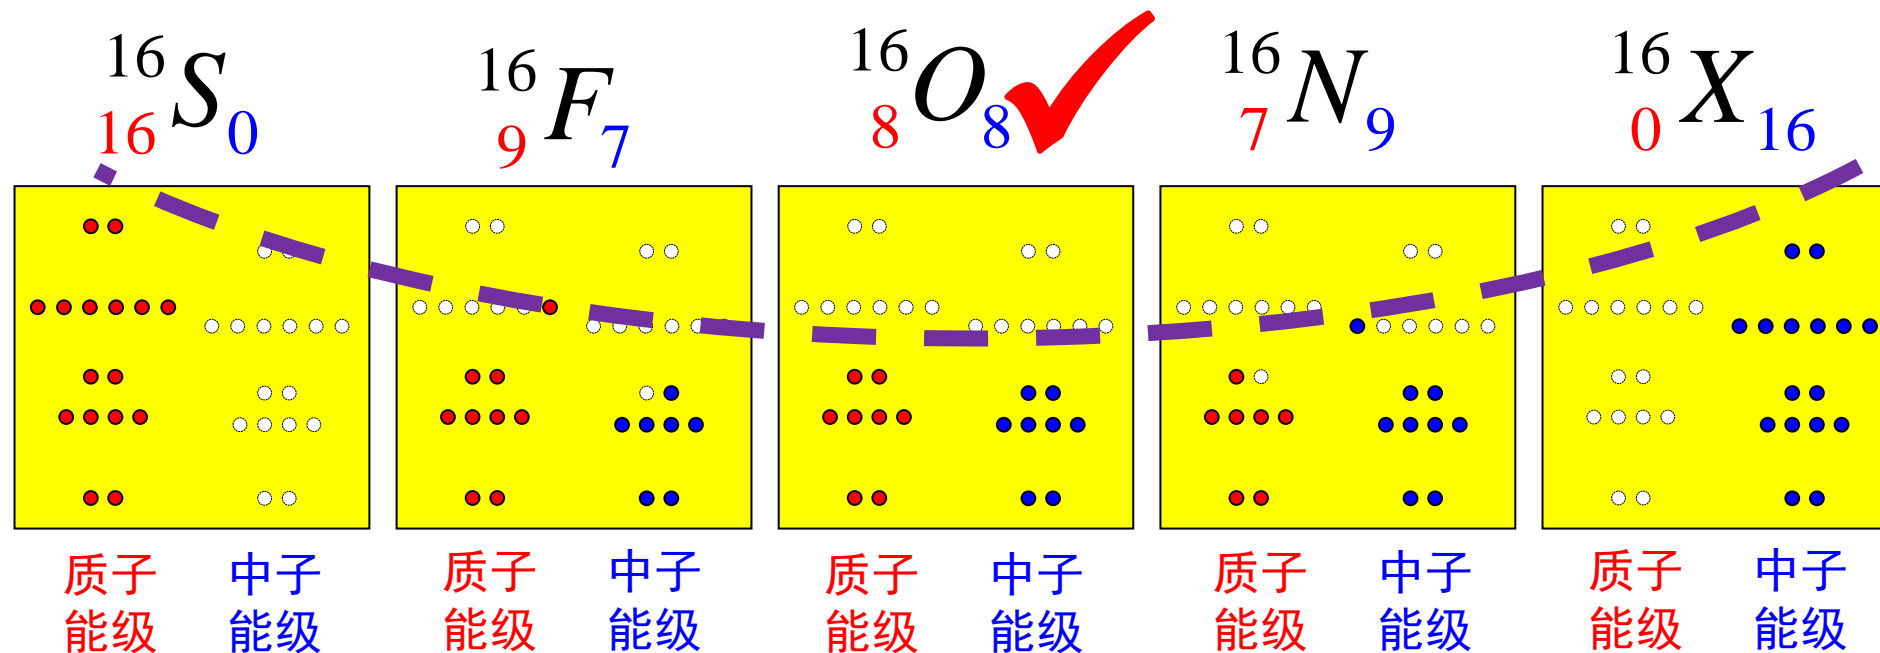 16 S 16 0
16 F 9 7
16 O 8 8
16 N 7 9
16 X 0 16
质子
能级
中子
能级
质子
能级
中子
能级
质子
能级
中子
能级
质子
能级
中子
能级
质子
能级
中子
能级